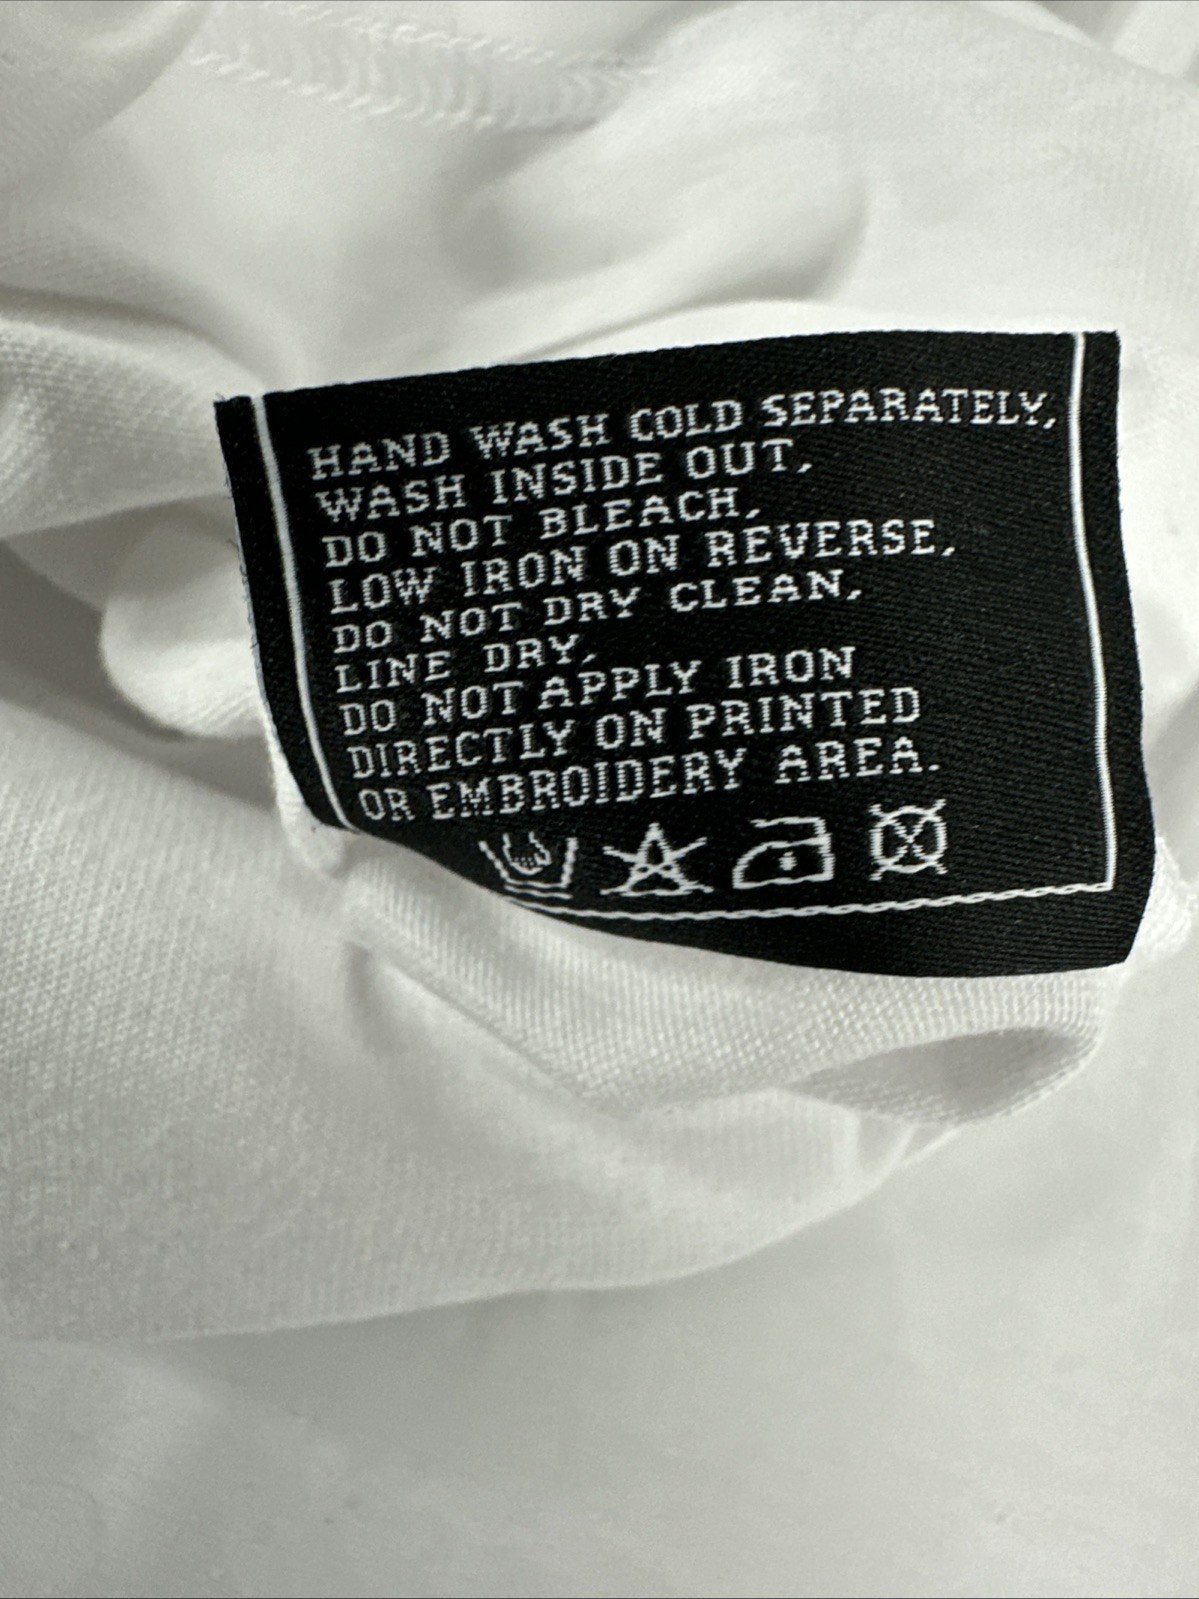 HAND WASH COLD SEPARATELY,
WASH INSIDE OUT,
DO NOT BLEACH,
LOW IRON ON REVERSE,
DO NOT DRY CLEAN,
LINE DRY,
DO NOT APPLY IRON
DIRECTLY ON PRINTED
OR EMBROIDERY AREA.